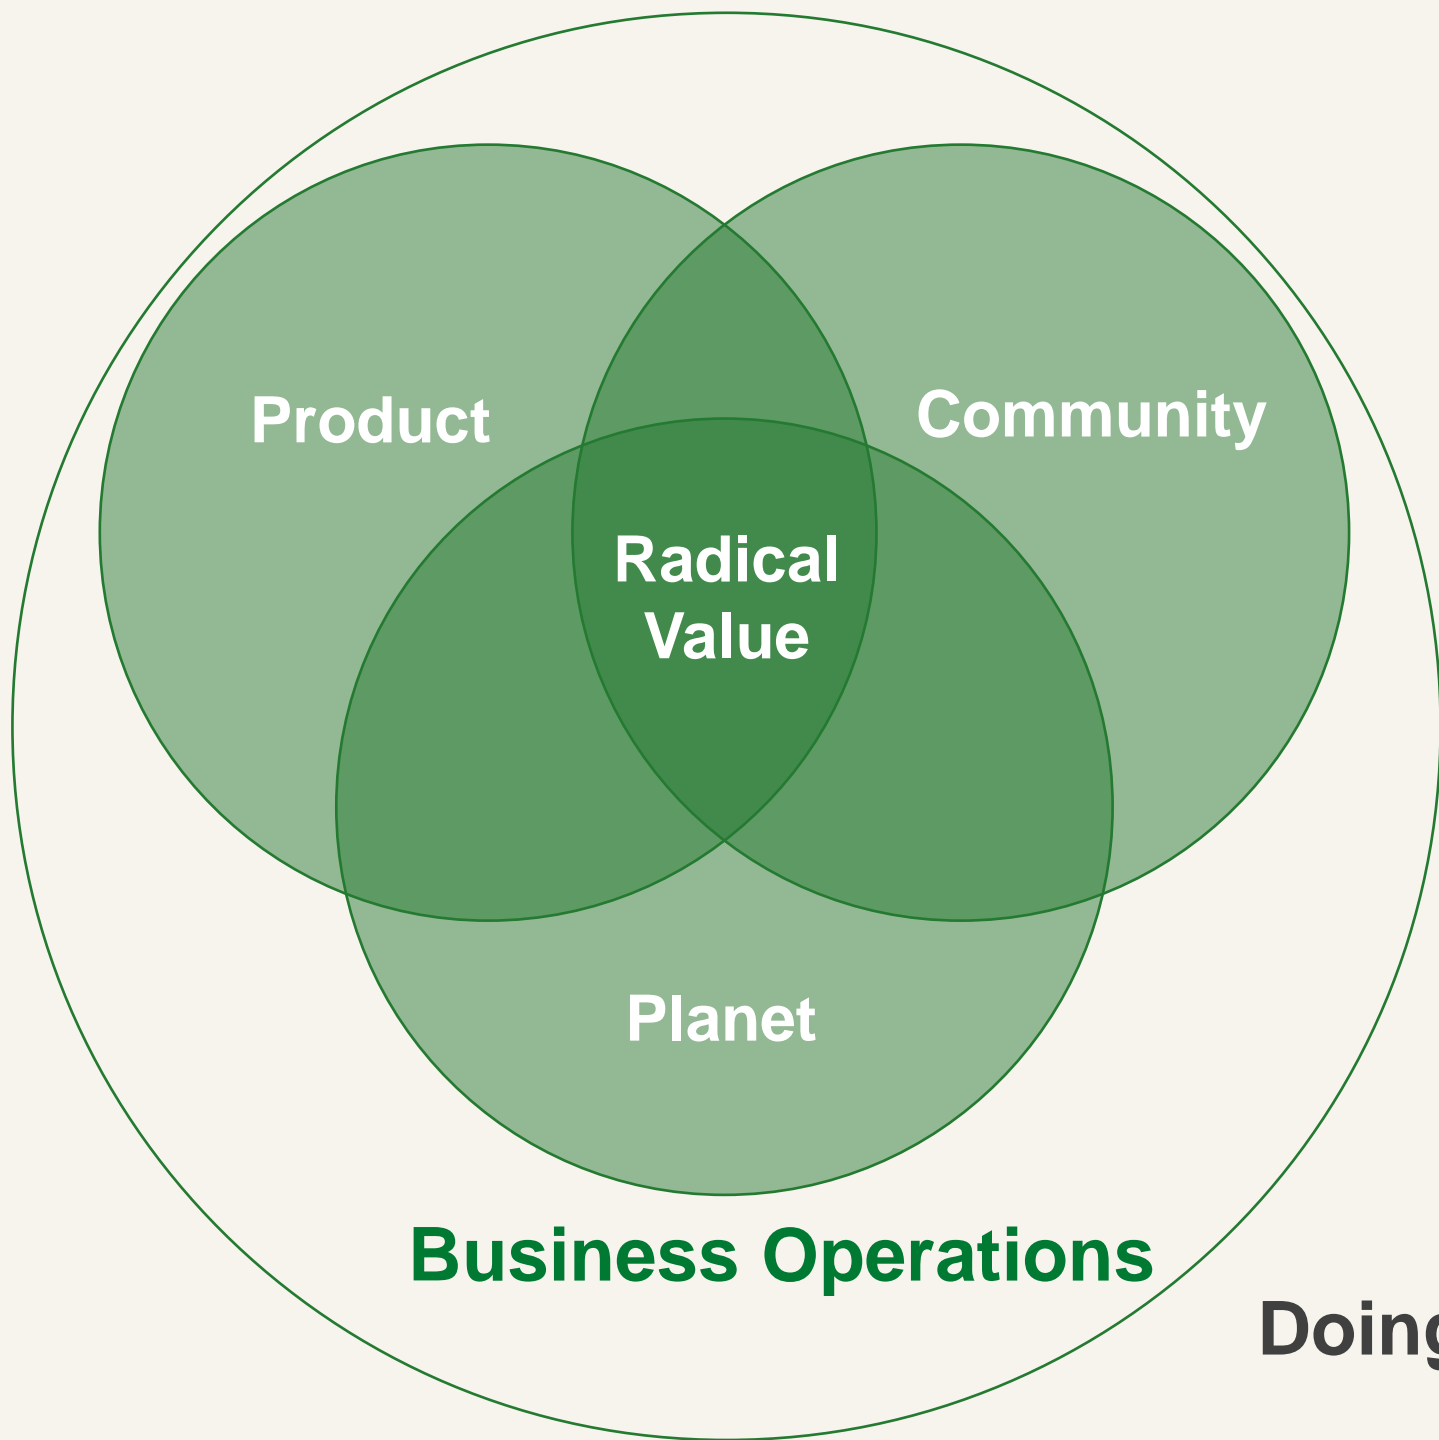 Product
Community
Radical
Value
Planet
Business Operations
Doing